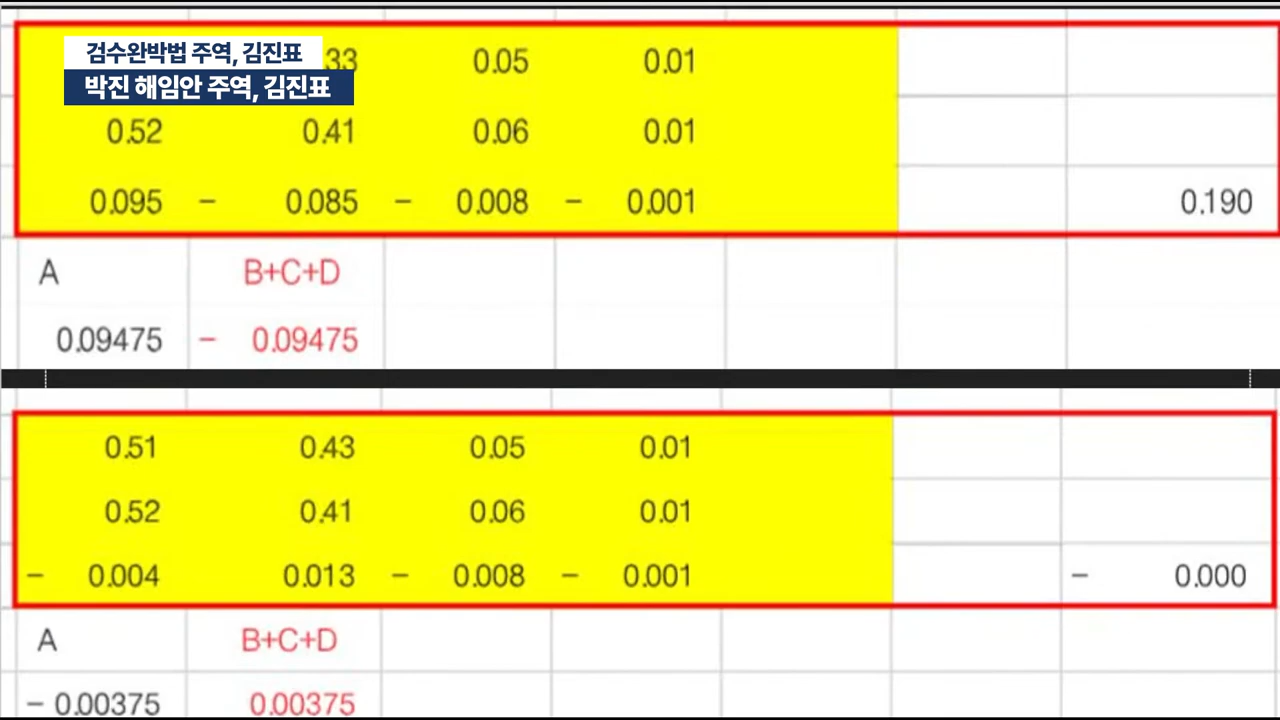 검수완박법 주역, 김진표
박진 해임안 주역, 김진표
.33 0.05 0.01
0.52 0.41 0.06 0.01
0.095 - 0.085 - 0.008 - 0.001 0.190
A B+C+D
0.09475 - 0.09475
0.51 0.43 0.05 0.01
0.52 0.41 0.06 0.01
- 0.004 0.013 - 0.008 - 0.001 - 0.000
A B+C+D
- 0.00375 0.00375